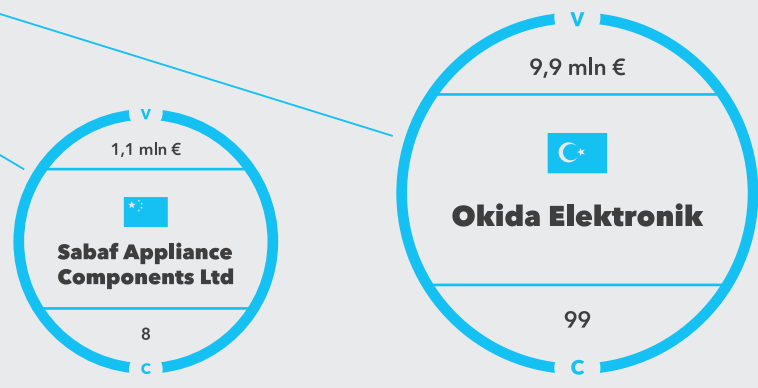 V
1,1 mln €
Sabaf Appliance
Components Ltd
8
C
V
9,9 mln €
Okida Elektronik
99
C